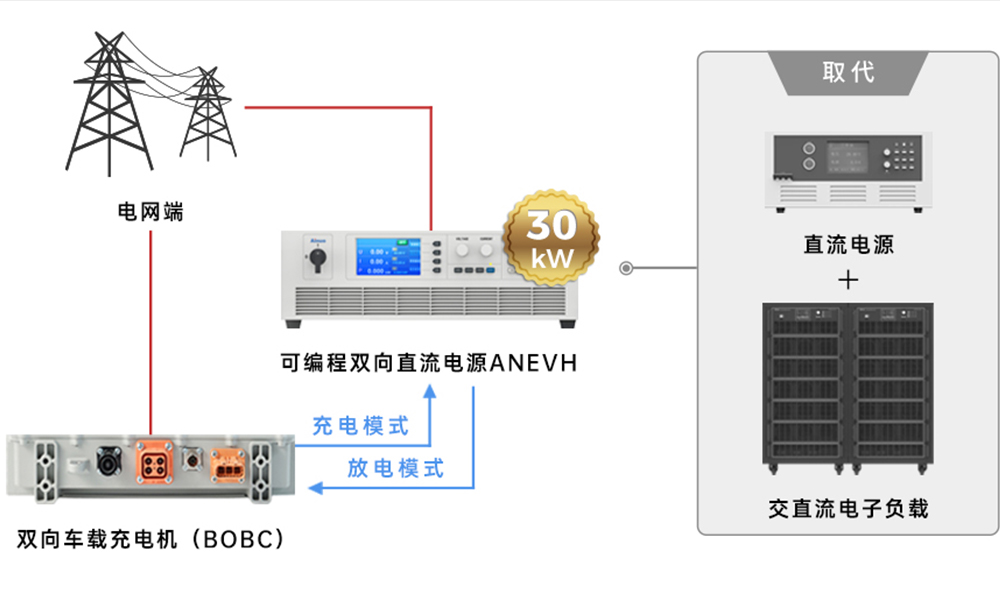 取代
电网端
30
kW
直流电源
+
可编程双向直流电源ANEVH
充电模式
放电模式
交直流电子负载
双向车载充电机（BOBC）